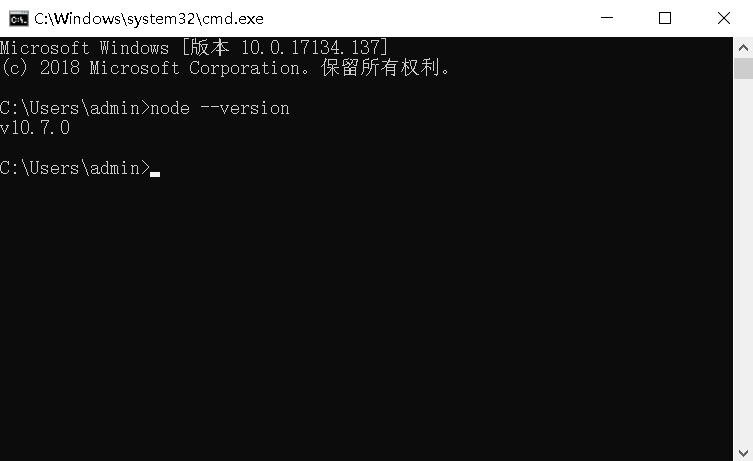 C:\Windows\system32\cmd.exe
Microsoft Windows [版本 10.0.17134.137]
(c) 2018 Microsoft Corporation。保留所有权利。
C:\Users\admin>node --version
v10.7.0
C:\Users\admin>